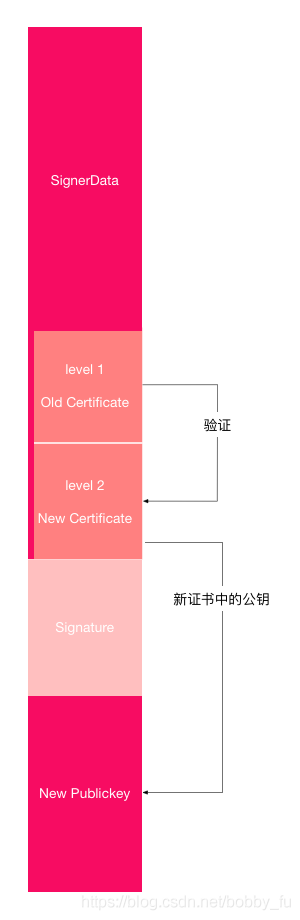 SignerData
level 1
Old Certificate
验证
level 2
New Certificate
新证书中的公钥
Signature
New Publickey
https://blog.csdn.net/bobby_fu